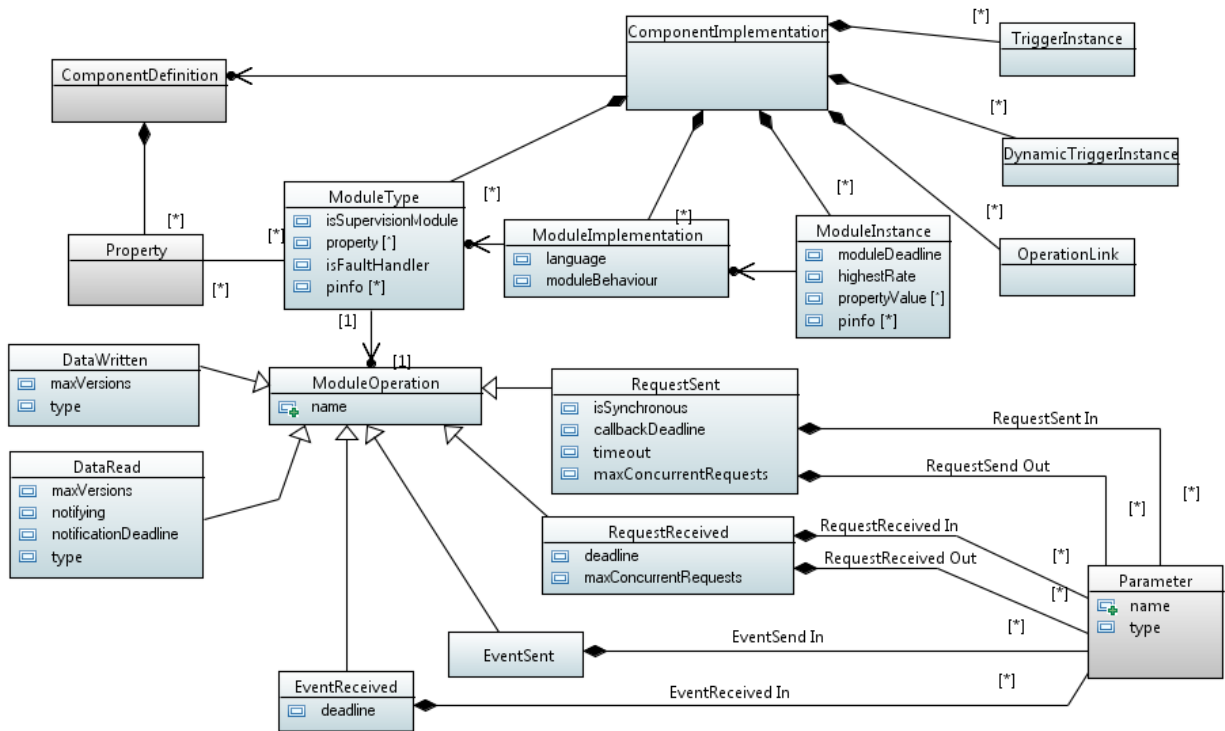 ComponentImplementation
[*]
TriggerInstance
ComponentDefinition
[*]
DynamicTriggerInstance
[*]
ModuleType
isSupervisionModule
property [*]
isFaultHandler
pinfo [*]
[*]
[*]
ModuleImplementation
language
moduleBehaviour
[*]
ModuleInstance
moduleDeadline
highestRate
propertyValue [*]
pinfo [*]
[*]
OperationLink
[*]
Property
[*]
[*]
[1]
[1]
DataWritten
maxVersions
type
ModuleOperation
name
RequestSent
isSynchronous
callbackDeadline
timeout
maxConcurrentRequests
RequestSent In
RequestSend Out
[*]
[*]
DataRead
maxVersions
notifying
notificationDeadline
type
RequestReceived
deadline
maxConcurrentRequests
RequestReceived In
RequestReceived Out
[*]
[*]
Parameter
name
type
EventSent
EventSend In
[*]
EventReceived
deadline
EventReceived In
[*]